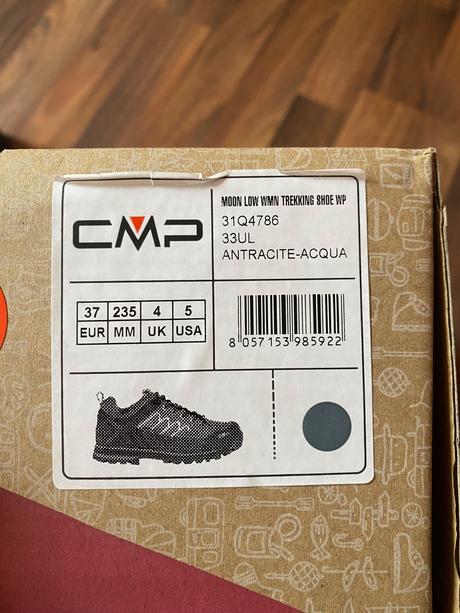 CMP
MOON LOW WMN TREKKING SHOE WP
31Q4786
33UL
ANTRACITE-ACQUA
37 235 4 5
EUR MM UK USA
8 057153 985922